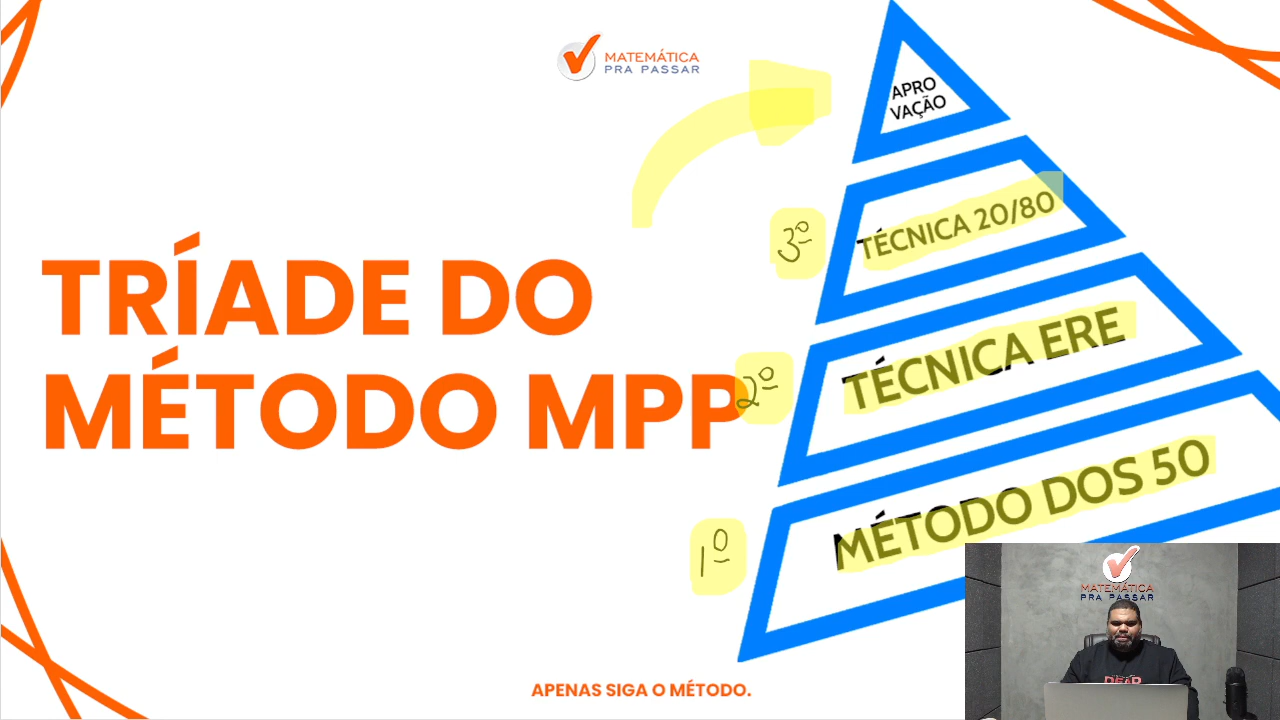 MATEMÁTICA
PRA PASSAR
APRO
VAÇÃO
3º
TÉCNICA 20/80
TRÍADE DO
MÉTODO MPP
2º
TÉCNICA ERE
1º
MÉTODO DOS 50
MATEMÁTICA
PRA PASSAR
APENAS SIGA O MÉTODO.